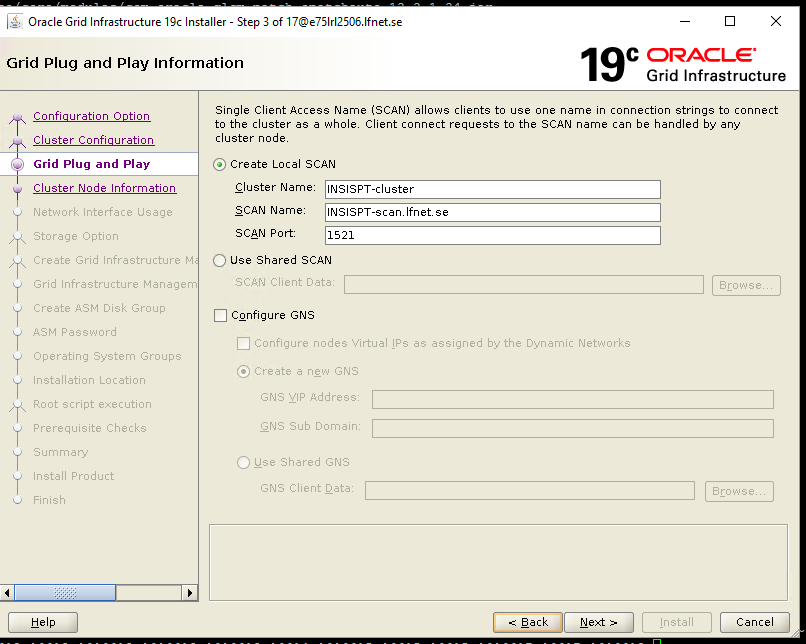 Oracle Grid Infrastructure 19c Installer - Step 3 of 17@e75lrl2506.lfnet.se
Grid Plug and Play Information
19c ORACLE
Grid Infrastructure
Configuration Option
Cluster Configuration
Grid Plug and Play
Cluster Node Information
Network Interface Usage
Storage Option
Create Grid Infrastructure Ma
Grid Infrastructure Managem
Create ASM Disk Group
ASM Password
Operating System Groups
Installation Location
Root script execution
Prerequisite Checks
Summary
Install Product
Finish
Single Client Access Name (SCAN) allows clients to use one name in connection strings to connect
to the cluster as a whole. Client connect requests to the SCAN name can be handled by any
cluster node.
Create Local SCAN
Cluster Name: INSISPT-cluster
SCAN Name: INSISPT-scan.lfnet.se
SCAN Port: 1521
Use Shared SCAN
SCAN Client Data: Browse...
Configure GNS
Configure nodes Virtual IPs as assigned by the Dynamic Networks
Create a new GNS
GNS VIP Address:
GNS Sub Domain:
Use Shared GNS
GNS Client Data: Browse...
Help < Back Next > Install Cancel